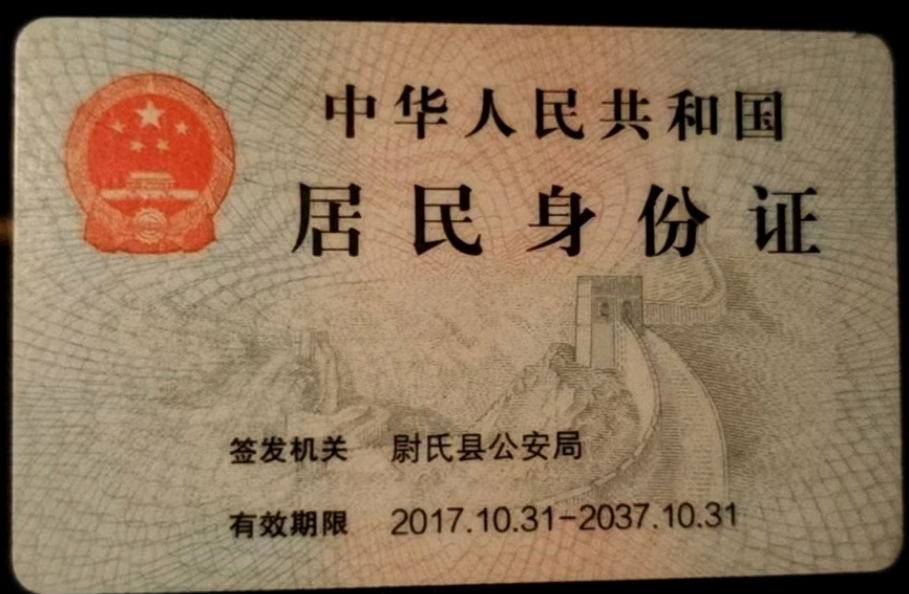 中华人民共和国
居民身份证
签发机关 尉氏县公安局
有效期限 2017.10.31-2037.10.31